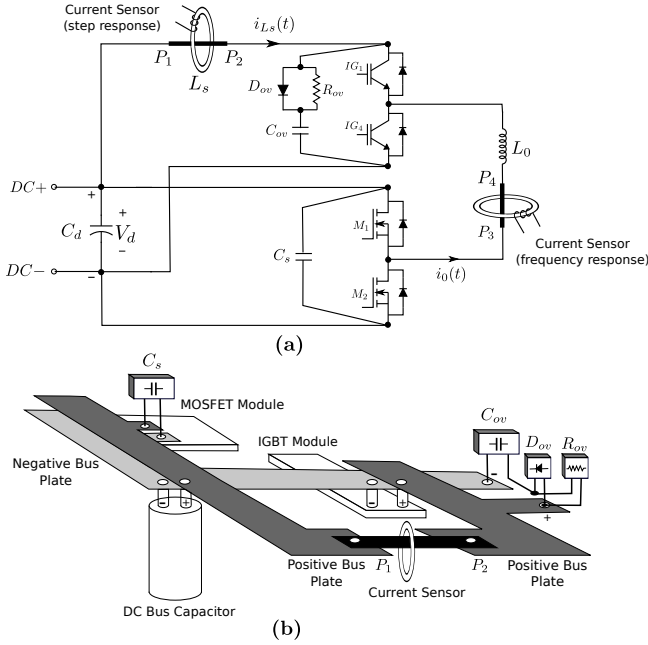 Current Sensor
(step response)
i_{Ls}(t)
P_1 P_2
L_s
D_{ov} R_{ov}
C_{ov}
IG_1
IG_4
L_0
P_4
P_3
Current Sensor
(frequency response)
DC+
+
+
C_d V_d
−
−
DC−
C_s
M_1
M_2
i_0(t)
(a)
C_s
MOSFET Module
IGBT Module
C_{ov}
D_{ov} R_{ov}
Negative Bus
Plate
-
+
-
+
- +
P_1
P_2
Positive Bus
Plate
Current Sensor
Positive Bus
Plate
DC Bus Capacitor
(b)